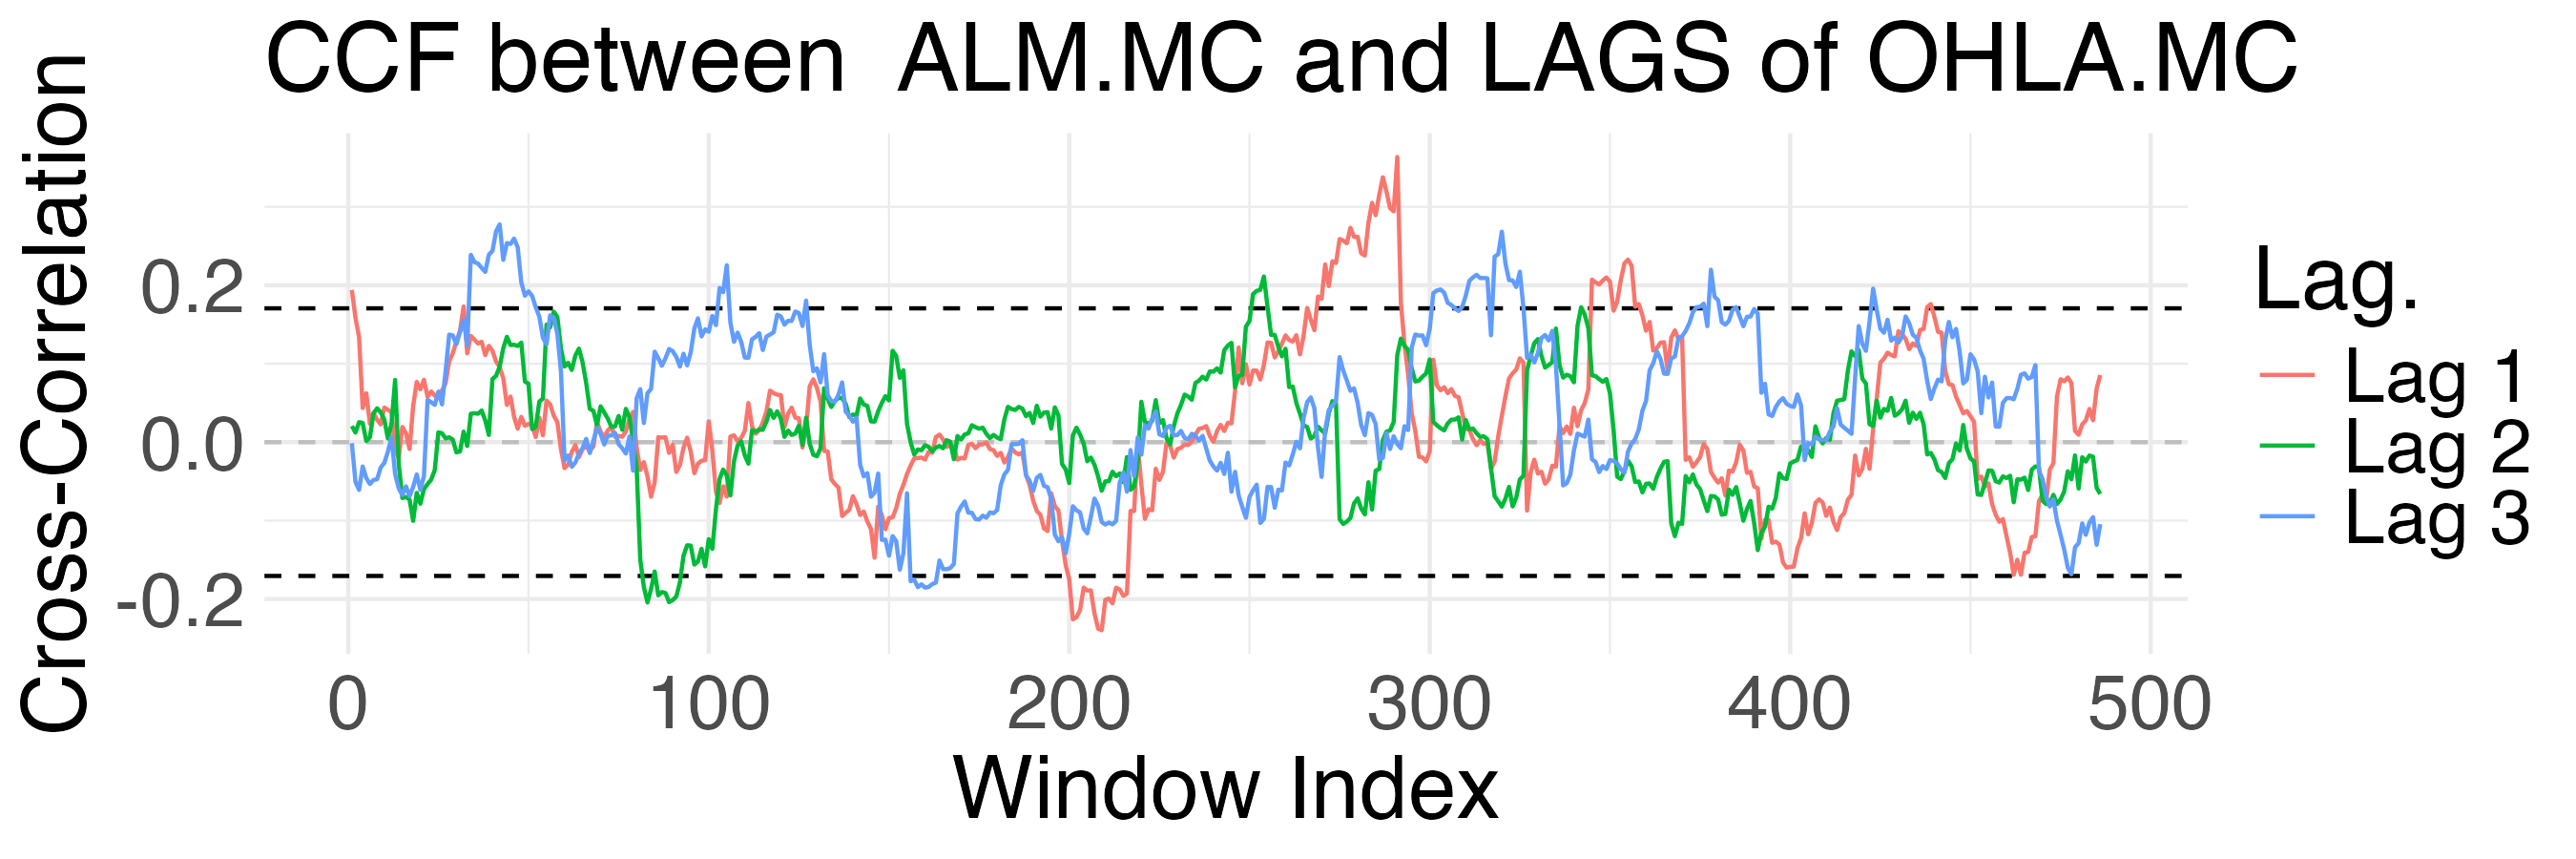 CCF between  ALM.MC and LAGS of OHLA.MC
Cross-Correlation
0.2
0.0
-0.2
0 100 200 300 400 500
Window Index
Lag.
Lag 1
Lag 2
Lag 3